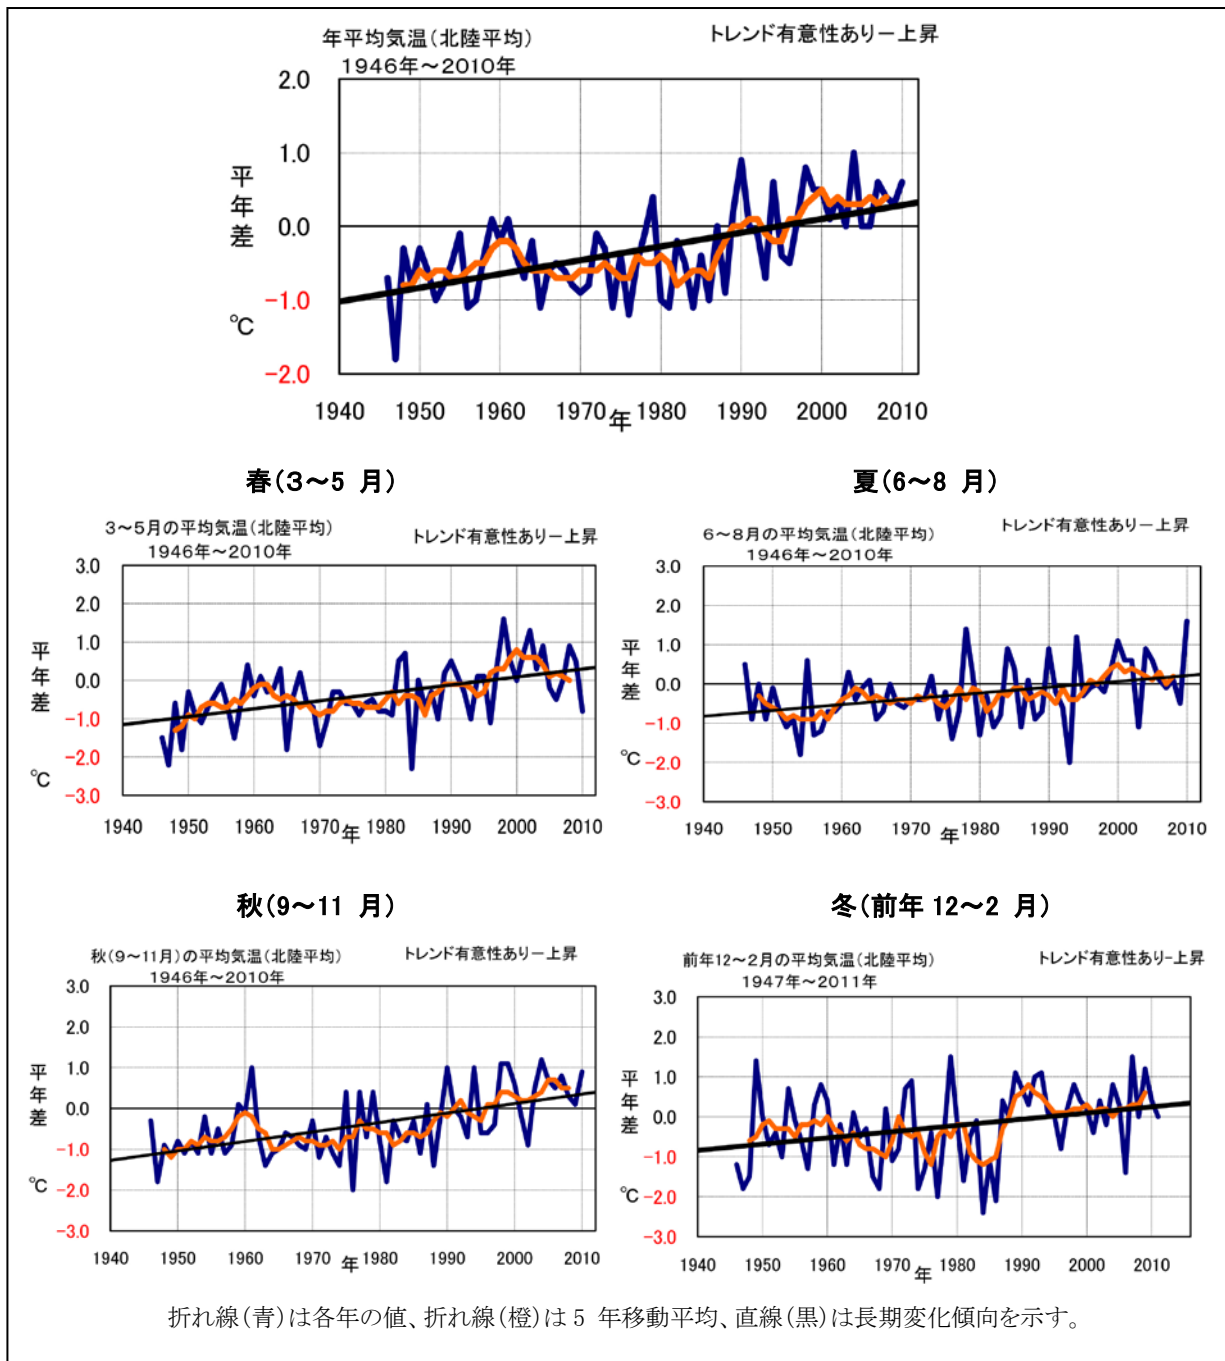 年平均気温(北陸平均)
トレンド有意性あり－上昇
1946年～2010年
2.0
1.0
0.0
-1.0
-2.0
平年差
℃
1940 1950 1960 1970 1980 1990 2000 2010
年
春(3～5 月)
3～5月の平均気温(北陸平均)
トレンド有意性あり－上昇
1946年～2010年
3.0
2.0
1.0
0.0
-1.0
-2.0
-3.0
平年差
℃
1940 1950 1960 1970 1980 1990 2000 2010
年
夏(6～8 月)
トレンド有意性あり－上昇
6～8月の平均気温(北陸平均)
1946年～2010年
3.0
2.0
1.0
0.0
-1.0
-2.0
-3.0
平年差
℃
1940 1950 1960 1970 1980 1990 2000 2010
年
秋(9～11 月)
秋(9～11月)の平均気温(北陸平均)
トレンド有意性あり－上昇
1946年～2010年
3.0
2.0
1.0
0.0
-1.0
-2.0
-3.0
平年差
℃
1940 1950 1960 1970 1980 1990 2000 2010
年
冬(前年 12～2 月)
前年12～2月の平均気温(北陸平均)
トレンド有意性あり-上昇
1947年～2011年
3.0
2.0
1.0
0.0
-1.0
-2.0
-3.0
平年差
℃
1940 1950 1960 1970 1980 1990 2000 2010
年
折れ線(青)は各年の値、折れ線(橙)は 5 年移動平均、直線(黒)は長期変化傾向を示す。